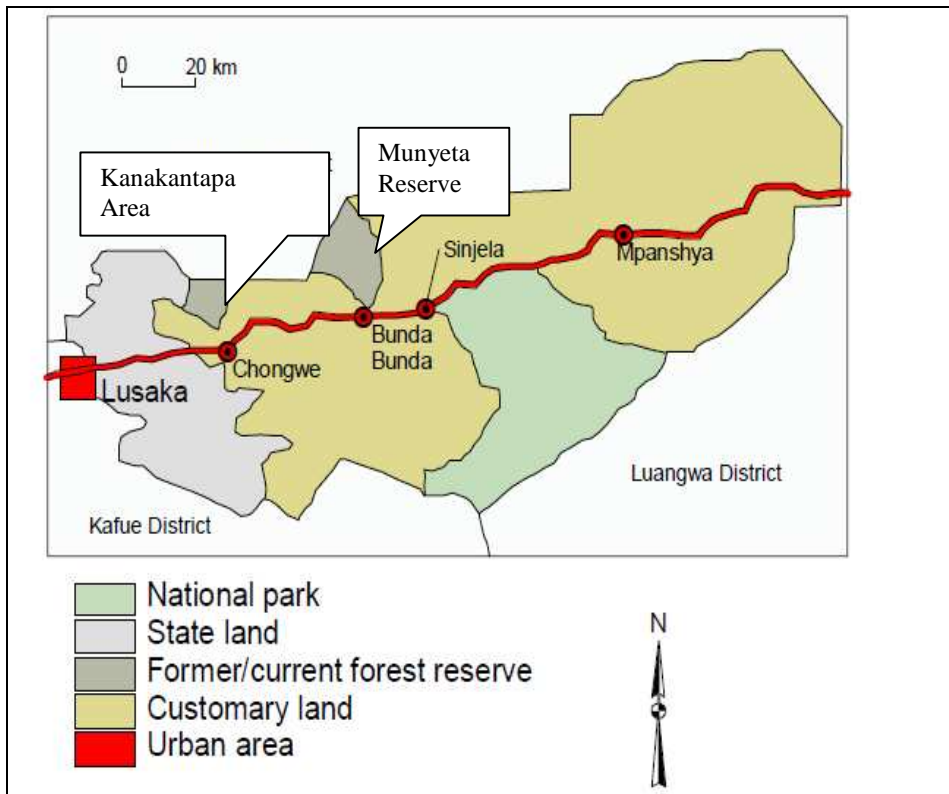 0 20 km
Kanakantapa
Area
Munyeta
Reserve
Sinjela
Mpanshya
Bunda
Bunda
Chongwe
Lusaka
Luangwa District
Kafue District
National park
State land
Former/current forest reserve
Customary land
Urban area
N